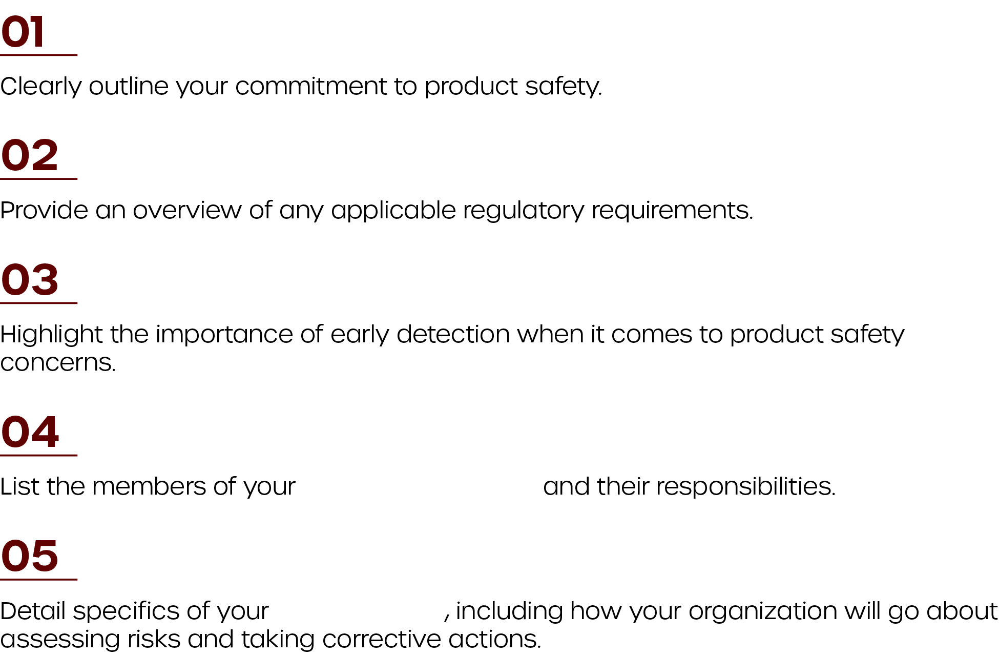 01
Clearly outline your commitment to product safety.
02
Provide an overview of any applicable regulatory requirements.
03
Highlight the importance of early detection when it comes to product safety
concerns.
04
List the members of your and their responsibilities.
05
Detail specifics of your , including how your organization will go about
assessing risks and taking corrective actions.